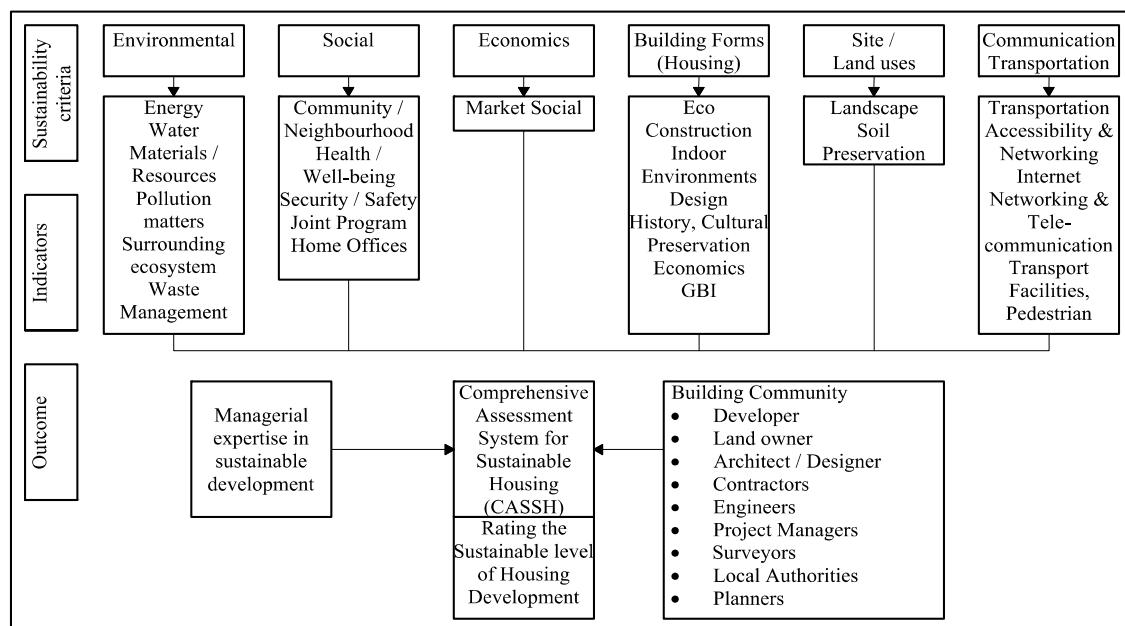 Sustainability
criteria
Indicators
Outcome
Environmental
Social
Economics
Building Forms
(Housing)
Site /
Land uses
Communication
Transportation
Energy
Water
Materials /
Resources
Pollution
matters
Surrounding
ecosystem
Waste
Management
Community /
Neighbourhood
Health /
Well-being
Security / Safety
Joint Program
Home Offices
Market Social
Eco
Construction
Indoor
Environments
Design
History, Cultural
Preservation
Economics
GBI
Landscape
Soil
Preservation
Transportation
Accessibility &
Networking
Internet
Networking &
Tele-
communication
Transport
Facilities,
Pedestrian
Managerial
expertise in
sustainable
development
Comprehensive
Assessment
System for
Sustainable
Housing
(CASSH)
Rating the
Sustainable level
of Housing
Development
Building Community
• Developer
• Land owner
• Architect / Designer
• Contractors
• Engineers
• Project Managers
• Surveyors
• Local Authorities
• Planners